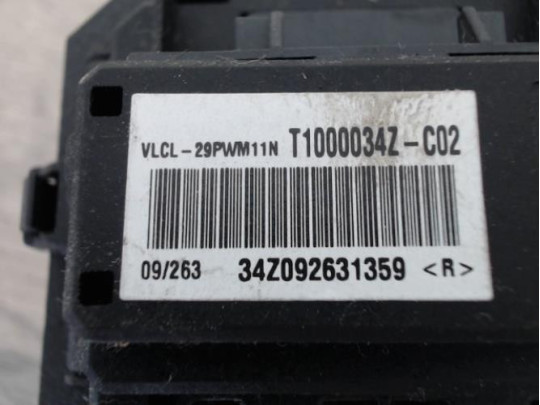 VLCL-29PWM11N T1000034Z-C02
09/263 34Z092631359 <R>